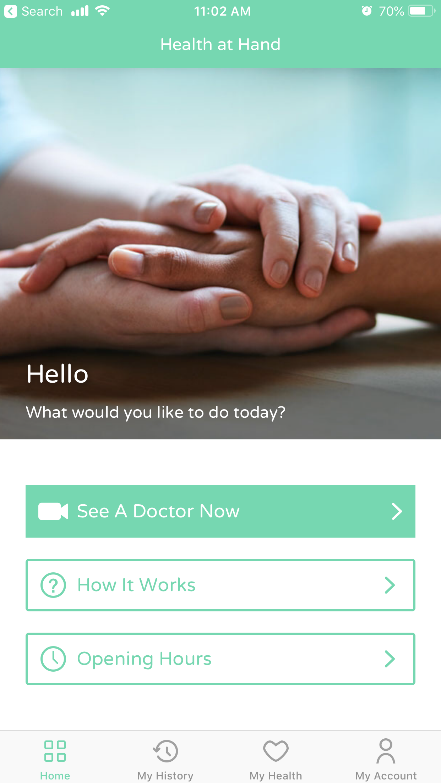 Search
11:02 AM
70%
Health at Hand
Hello
What would you like to do today?
See A Doctor Now
How It Works
Opening Hours
Home
My History
My Health
My Account